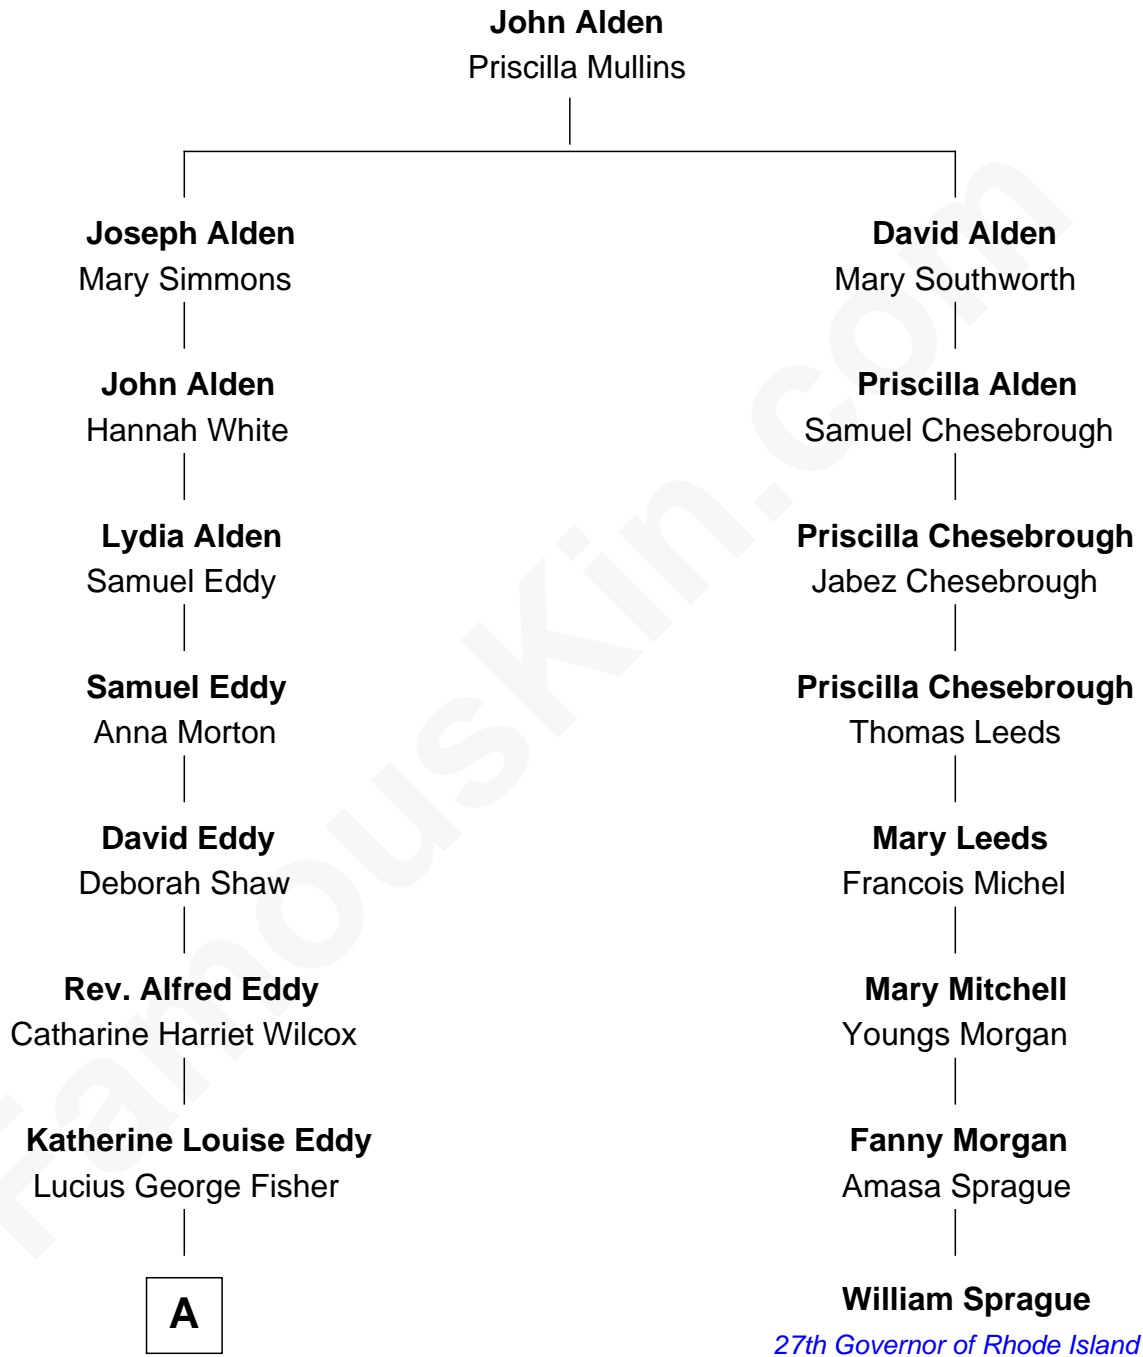 John Alden
Priscilla Mullins
Joseph Alden
Mary Simmons
David Alden
Mary Southworth
John Alden
Hannah White
Priscilla Alden
Samuel Chesebrough
Lydia Alden
Samuel Eddy
Priscilla Chesebrough
Jabez Chesebrough
Samuel Eddy
Anna Morton
Priscilla Chesebrough
Thomas Leeds
David Eddy
Deborah Shaw
Mary Leeds
Francois Michel
Rev. Alfred Eddy
Catharine Harriet Wilcox
Mary Mitchell
Youngs Morgan
Katherine Louise Eddy
Lucius George Fisher
Fanny Morgan
Amasa Sprague
A
William Sprague
27th Governor of Rhode Island
FamousKin.com